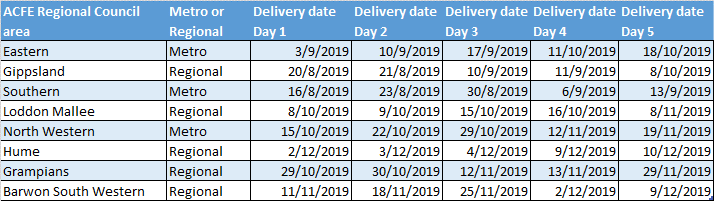 ACFE Regional Council area Metro or Regional Delivery date Day 1 Delivery date Day 2 Delivery date Day 3 Delivery date Day 4 Delivery date Day 5
Eastern Metro 3/9/2019 10/9/2019 17/9/2019 11/10/2019 18/10/2019
Gippsland Regional 20/8/2019 21/8/2019 10/9/2019 11/9/2019 8/10/2019
Southern Metro 16/8/2019 23/8/2019 30/8/2019 6/9/2019 13/9/2019
Loddon Mallee Regional 8/10/2019 9/10/2019 15/10/2019 16/10/2019 8/11/2019
North Western Metro 15/10/2019 22/10/2019 29/10/2019 12/11/2019 19/11/2019
Hume Regional 2/12/2019 3/12/2019 4/12/2019 9/12/2019 10/12/2019
Grampians Regional 29/10/2019 30/10/2019 12/11/2019 13/11/2019 29/11/2019
Barwon South Western Regional 11/11/2019 18/11/2019 25/11/2019 2/12/2019 9/12/2019